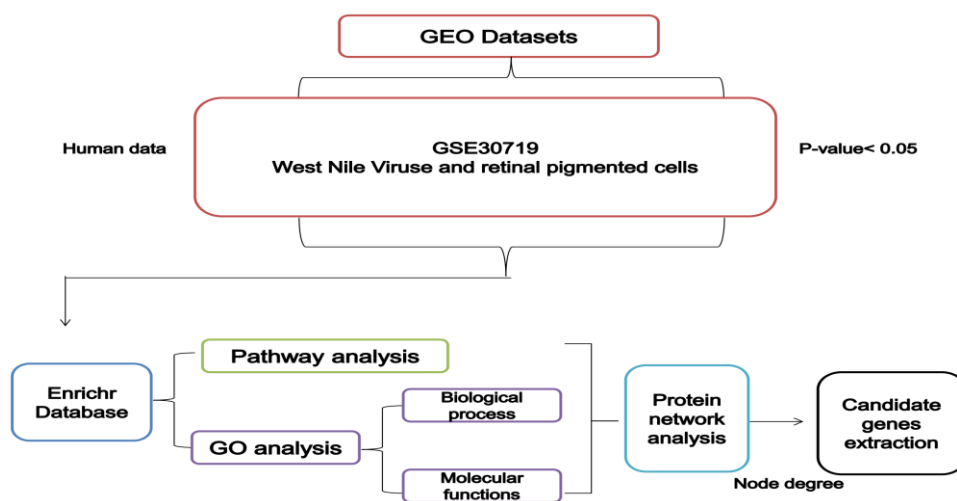 GEO Datasets
Human data
GSE30719
West Nile Viruse and retinal pigmented cells
P-value< 0.05
Enrichr
Database
Pathway analysis
GO analysis
Biological
process
Molecular
functions
Protein
network
analysis
Node degree
Candidate
genes
extraction